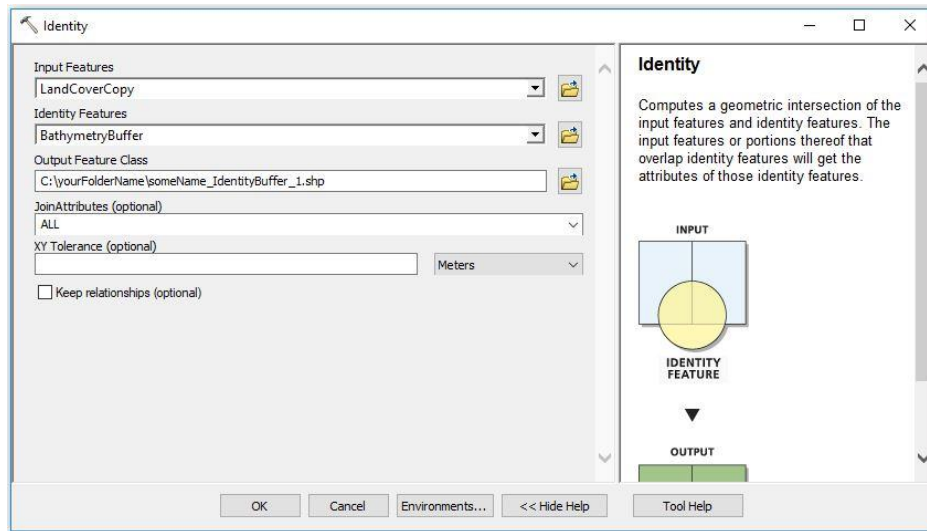 Identity
Input Features
LandCoverCopy
Identity Features
BathymetryBuffer
Output Feature Class
C:\yourFolderName\someName_IdentityBuffer_1.shp
JoinAttributes (optional)
ALL
XY Tolerance (optional)
Meters
Keep relationships (optional)
Identity
Computes a geometric intersection of the
input features and identity features. The
input features or portions thereof that
overlap identity features will get the
attributes of those identity features.
INPUT
IDENTITY
FEATURE
OUTPUT
OK
Cancel
Environments...
<< Hide Help
Tool Help